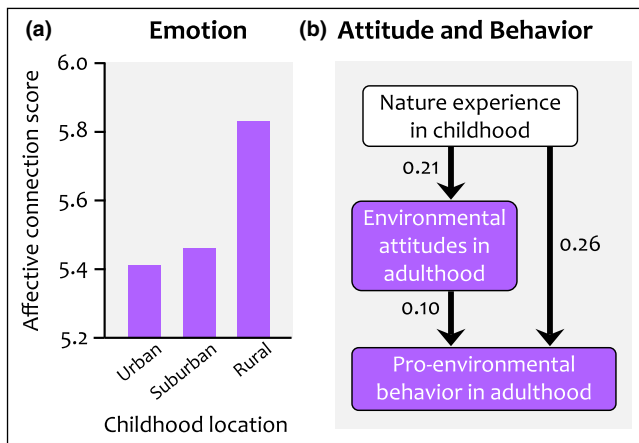 (a) Emotion
Affective connection score
6.0
5.8
5.6
5.4
5.2
Urban
Suburban
Rural
Childhood location
(b) Attitude and Behavior
Nature experience
in childhood
0.21
Environmental
attitudes in
adulthood
0.26
0.10
Pro-environmental
behavior in adulthood